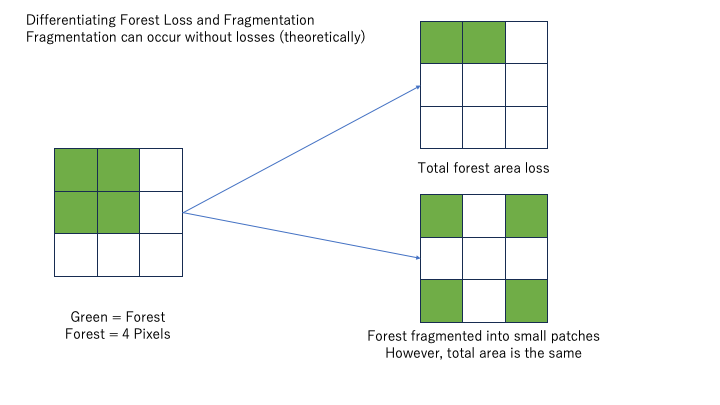 Differentiating Forest Loss and Fragmentation
Fragmentation can occur without losses (theoretically)
Total forest area loss
Green = Forest
Forest = 4 Pixels
Forest fragmented into small patches
However, total area is the same